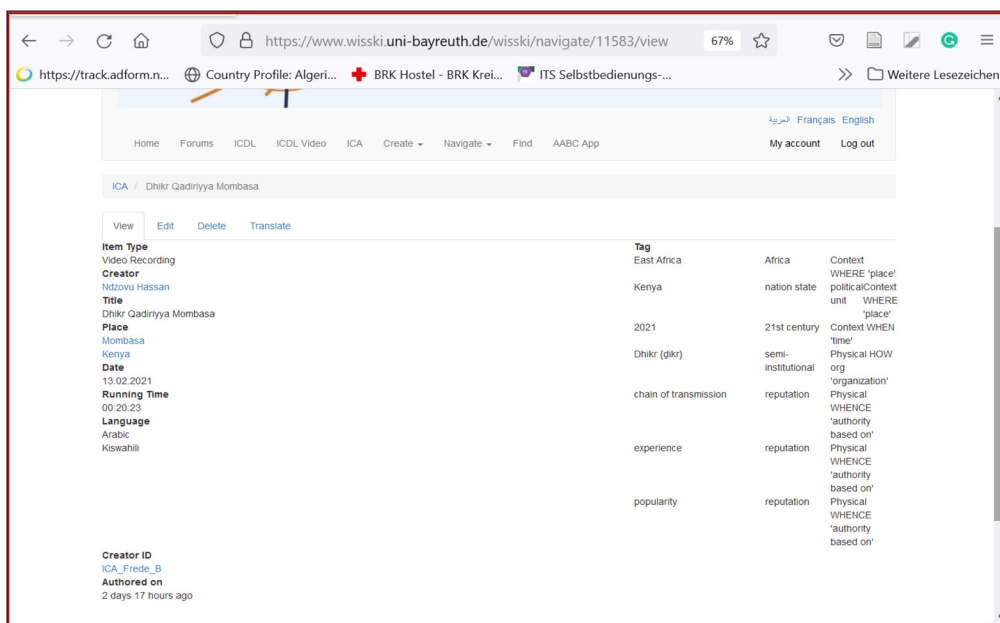 https://www.wisski.uni-bayreuth.de/wisski/navigate/11583/view 67%
https://track.adform.n... Country Profile: Algeri... BRK Hostel - BRK Krei... ITS Selbstbedienungs-... Weitere Lesezeichen
العربية Français English
Home Forums ICDL ICDL Video ICA Create Navigate Find AABC App My account Log out
ICA / Dhikr Qadiriyya Mombasa
View Edit Delete Translate
Item Type
Video Recording
Creator
Ndzovu Hassan
Title
Dhikr Qadiriyya Mombasa
Place
Mombasa
Kenya
Date
13.02.2021
Running Time
00:20:23
Language
Arabic
Kiswahili
Tag
East Africa Africa Context
WHERE 'place'
Kenya nation state politicalContext
unit WHERE
'place'
2021 21st century Context WHEN
'time'
Dhikr {ḏikr} semi- Physical HOW
institutional org
'organization'
chain of transmission reputation Physical
WHENCE
'authority
based on'
experience reputation Physical
WHENCE
'authority
based on'
popularity reputation Physical
WHENCE
'authority
based on'
Creator ID
ICA_Frede_B
Authored on
2 days 17 hours ago